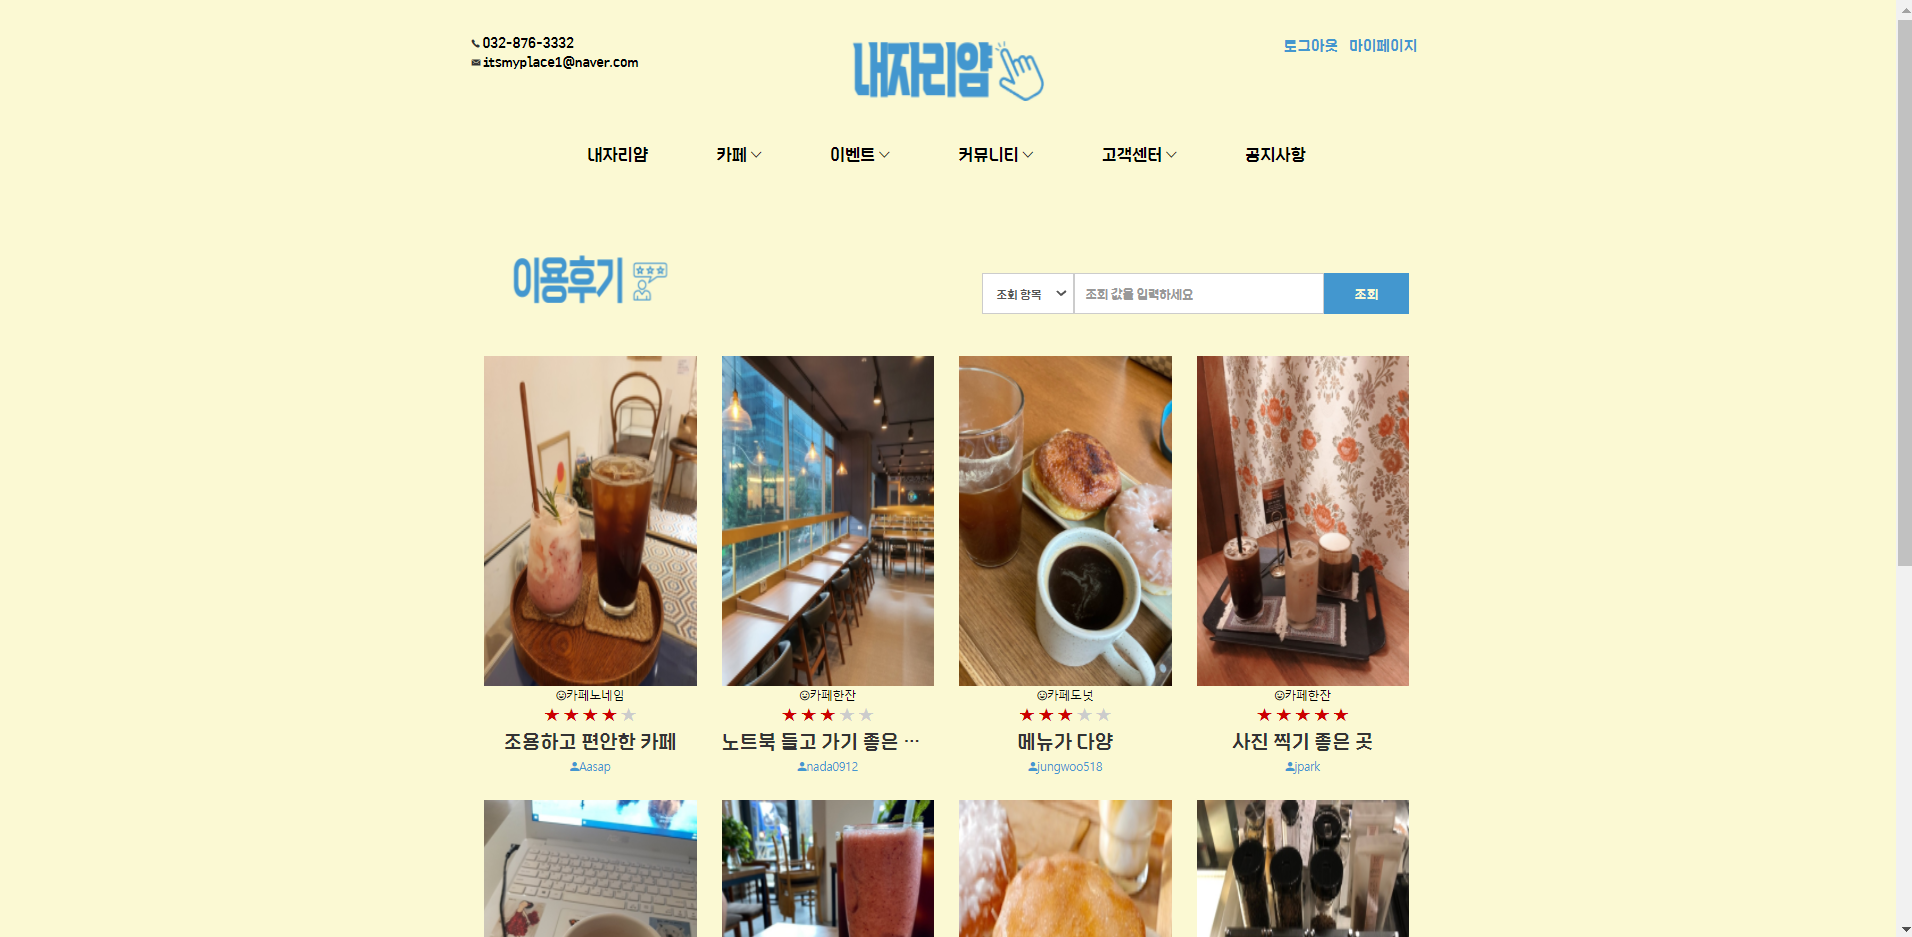 032-876-3332
itsmyplace1@naver.com
내자리얌
로그아웃 마이페이지
내자리얌 카페 이벤트 커뮤니티 고객센터 공지사항
이용후기
조회 항목 조회 값을 입력하세요 조회
@카페노네임
조용하고 편안한 카페
Aasap
@카페한잔
노트북 들고 가기 좋은 …
nada0912
@카페도넛
메뉴가 다양
jungwoo518
@카페한잔
사진 찍기 좋은 곳
jpark